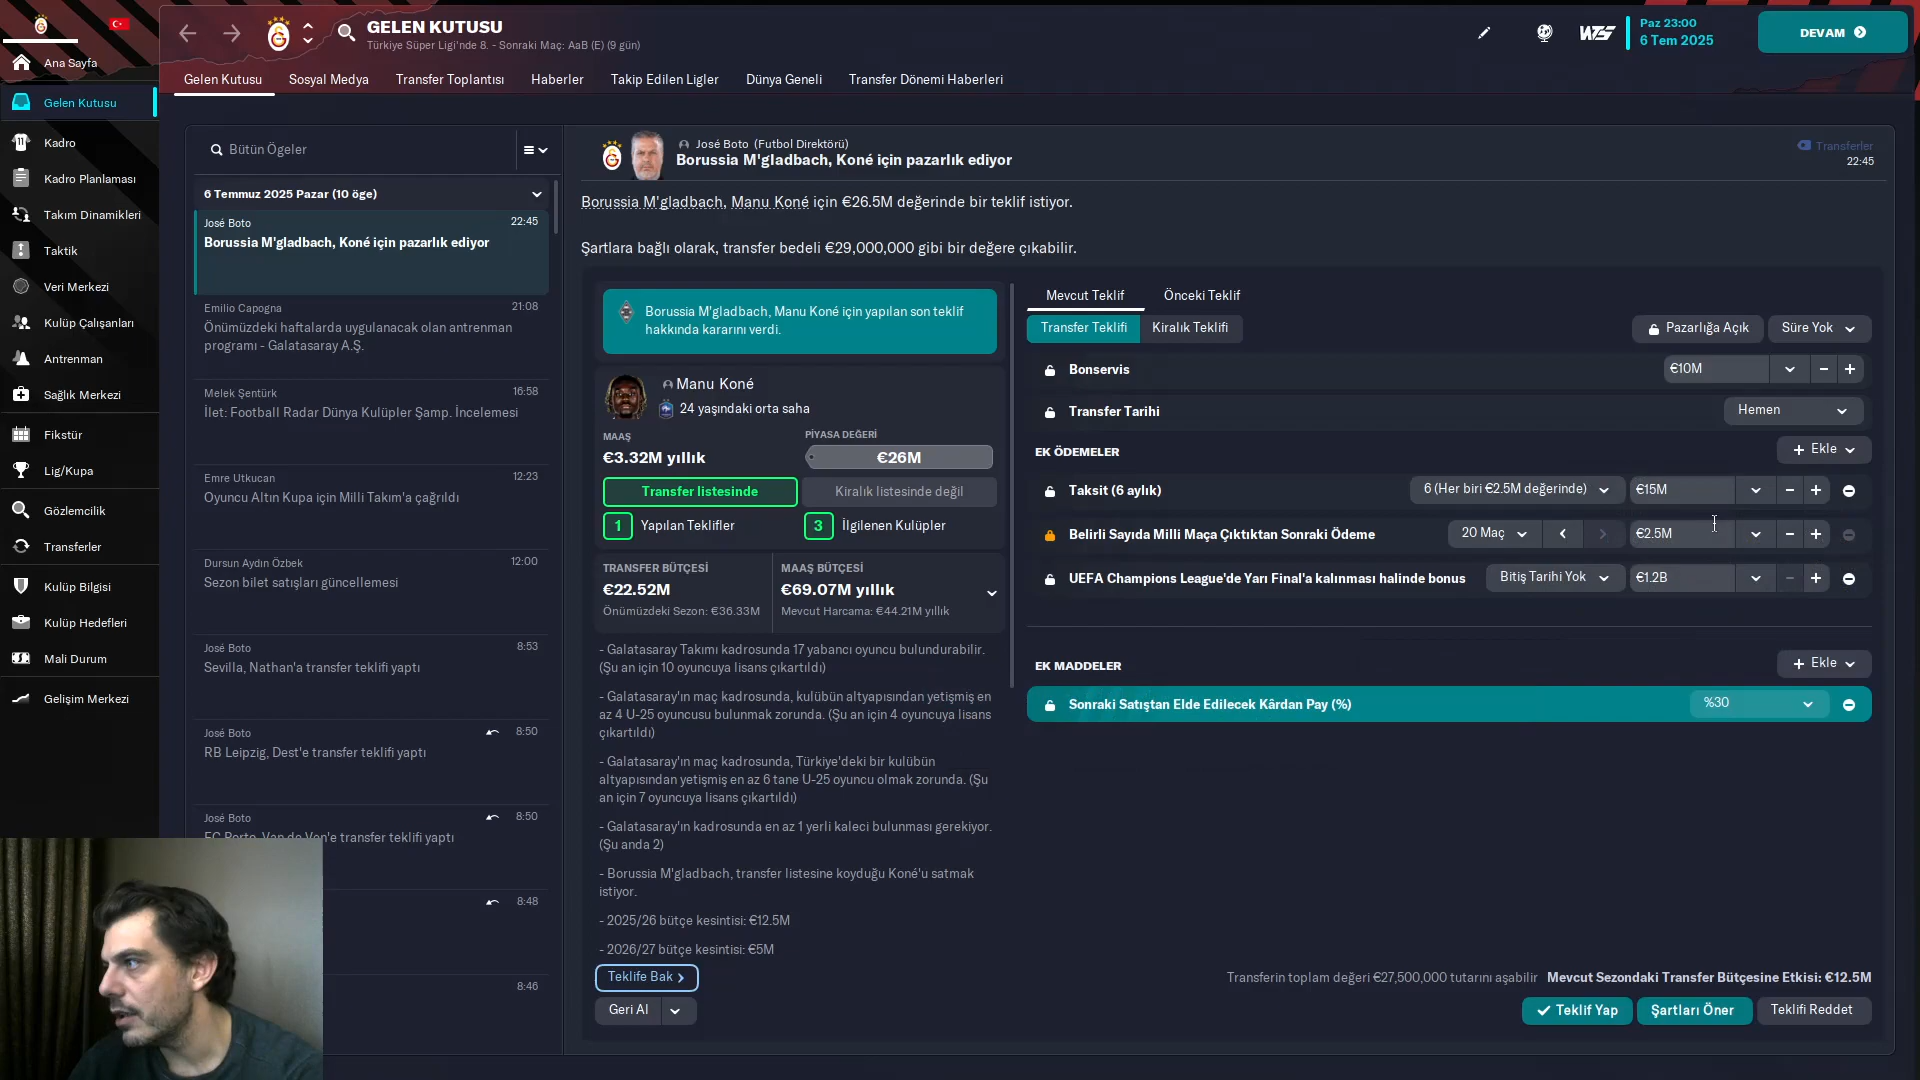 GELEN KUTUSU
Türkiye Süper Ligi'nde 8. - Sonraki Maç: AaB (E) (9 gün)
Paz 23:00
6 Tem 2025
DEVAM
Gelen Kutusu
Sosyal Medya
Transfer Toplantısı
Haberler
Takip Edilen Ligler
Dünya Geneli
Transfer Dönemi Haberleri
Ana Sayfa
Gelen Kutusu
Kadro
Kadro Planlaması
Takım Dinamikleri
Taktik
Veri Merkezi
Kulüp Çalışanları
Antrenman
Sağlık Merkezi
Fikstür
Lig/Kupa
Gözlemcilik
Transferler
Kulüp Bilgisi
Kulüp Hedefleri
Mali Durum
Gelişim Merkezi
Bütün Ögeler
6 Temmuz 2025 Pazar (10 öge)
José Boto 22:45
Borussia M'gladbach, Koné için pazarlık ediyor
Emilio Capogna 21:08
Önümüzdeki haftalarda uygulanacak olan antrenman
programı - Galatasaray A.Ş.
Melek Şentürk 16:58
İlet: Football Radar Dünya Kulüpler Şamp. İncelemesi
Emre Utkucan 12:23
Oyuncu Altın Kupa için Milli Takım'a çağrıldı
Dursun Aydın Özbek 12:00
Sezon bilet satışları güncellemesi
José Boto 8:53
Sevilla, Nathan'a transfer teklifi yaptı
José Boto 8:50
RB Leipzig, Dest'e transfer teklifi yaptı
José Boto 8:50
FC Porto, Van de Ven'e transfer teklifi yaptı
8:48
8:46
José Boto (Futbol Direktörü)
Borussia M'gladbach, Koné için pazarlık ediyor
Transferler
22:45
Borussia M'gladbach, Manu Koné için €26.5M değerinde bir teklif istiyor.
Şartlara bağlı olarak, transfer bedeli €29,000,000 gibi bir değere çıkabilir.
Borussia M'gladbach, Manu Koné için yapılan son teklif
hakkında kararını verdi.
Manu Koné
24 yaşındaki orta saha
MAAŞ
€3.32M yıllık
PİYASA DEĞERİ
€26M
Transfer listesinde
Kiralık listesinde değil
1 Yapılan Teklifler
3 İlgilenen Kulüpler
TRANSFER BÜTÇESİ
€22.52M
Önümüzdeki Sezon: €36.33M
MAAŞ BÜTÇESİ
€69.07M yıllık
Mevcut Harcama: €44.21M yıllık
- Galatasaray Takımı kadrosunda 17 yabancı oyuncu bulundurabilir.
(Şu an için 10 oyuncuya lisans çıkartıldı)
- Galatasaray'ın maç kadrosunda, kulübün altyapısından yetişmiş en
az 4 U-25 oyuncusu bulunmak zorunda. (Şu an için 4 oyuncuya lisans
çıkartıldı)
- Galatasaray'ın maç kadrosunda, Türkiye'deki bir kulübün
altyapısından yetişmiş en az 6 tane U-25 oyuncu olmak zorunda. (Şu
an için 7 oyuncuya lisans çıkartıldı)
- Galatasaray'ın kadrosunda en az 1 yerli kaleci bulunması gerekiyor.
(Şu anda 2)
- Borussia M'gladbach, transfer listesine koyduğu Koné'u satmak
istiyor.
- 2025/26 bütçe kesintisi: €12.5M
- 2026/27 bütçe kesintisi: €5M
Teklife Bak
Geri Al
Mevcut Teklif
Önceki Teklif
Transfer Teklifi
Kiralık Teklifi
Pazarlığa Açık
Süre Yok
Bonservis €10M
Transfer Tarihi Hemen
EK ÖDEMELER
Ekle
Taksit (6 aylık) 6 (Her biri €2.5M değerinde) €15M
Belirli Sayıda Milli Maça Çıktıktan Sonraki Ödeme 20 Maç €2.5M
UEFA Champions League'de Yarı Final'a kalınması halinde bonus Bitiş Tarihi Yok €1.2B
EK MADDELER
Ekle
Sonraki Satıştan Elde Edilecek Kârdan Pay (%) %30
Transferin toplam değeri €27,500,000 tutarını aşabilir
Mevcut Sezondaki Transfer Bütçesine Etkisi: €12.5M
Teklif Yap
Şartları Öner
Teklifi Reddet